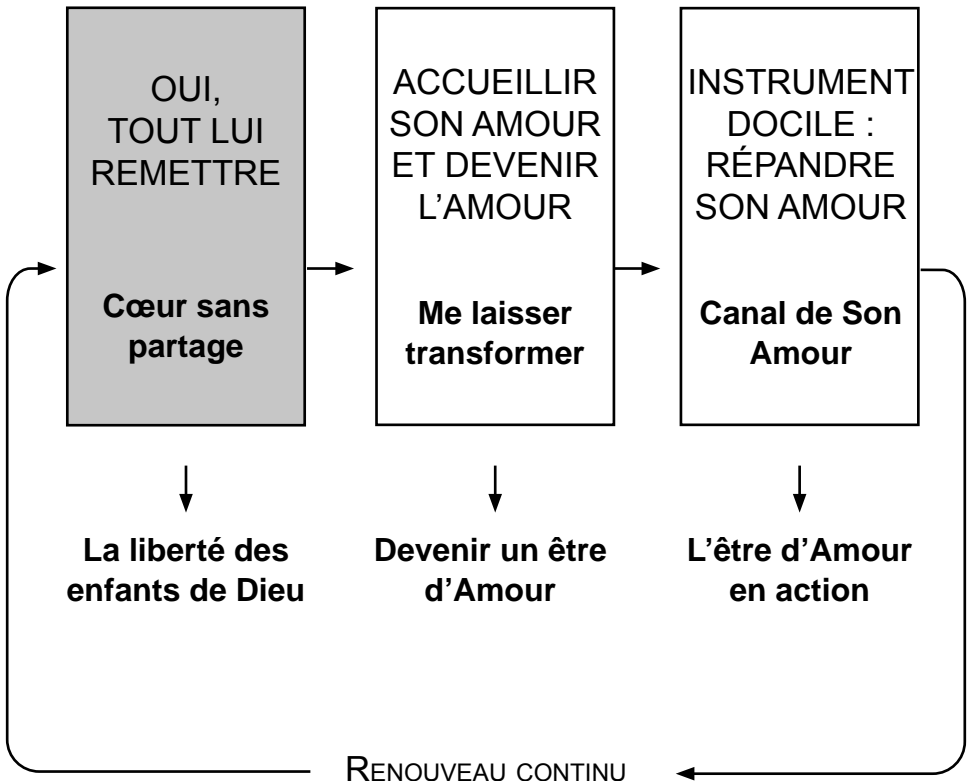 OUI,
TOUT LUI
REMETTRE
Cœur sans
partage
La liberté des
enfants de Dieu
ACCUEILLIR
SON AMOUR
ET DEVENIR
L’AMOUR
Me laisser
transformer
Devenir un être
d’Amour
INSTRUMENT
DOCILE :
RÉPANDRE
SON AMOUR
Canal de Son
Amour
L’être d’Amour
en action
RENOUVEAU CONTINU